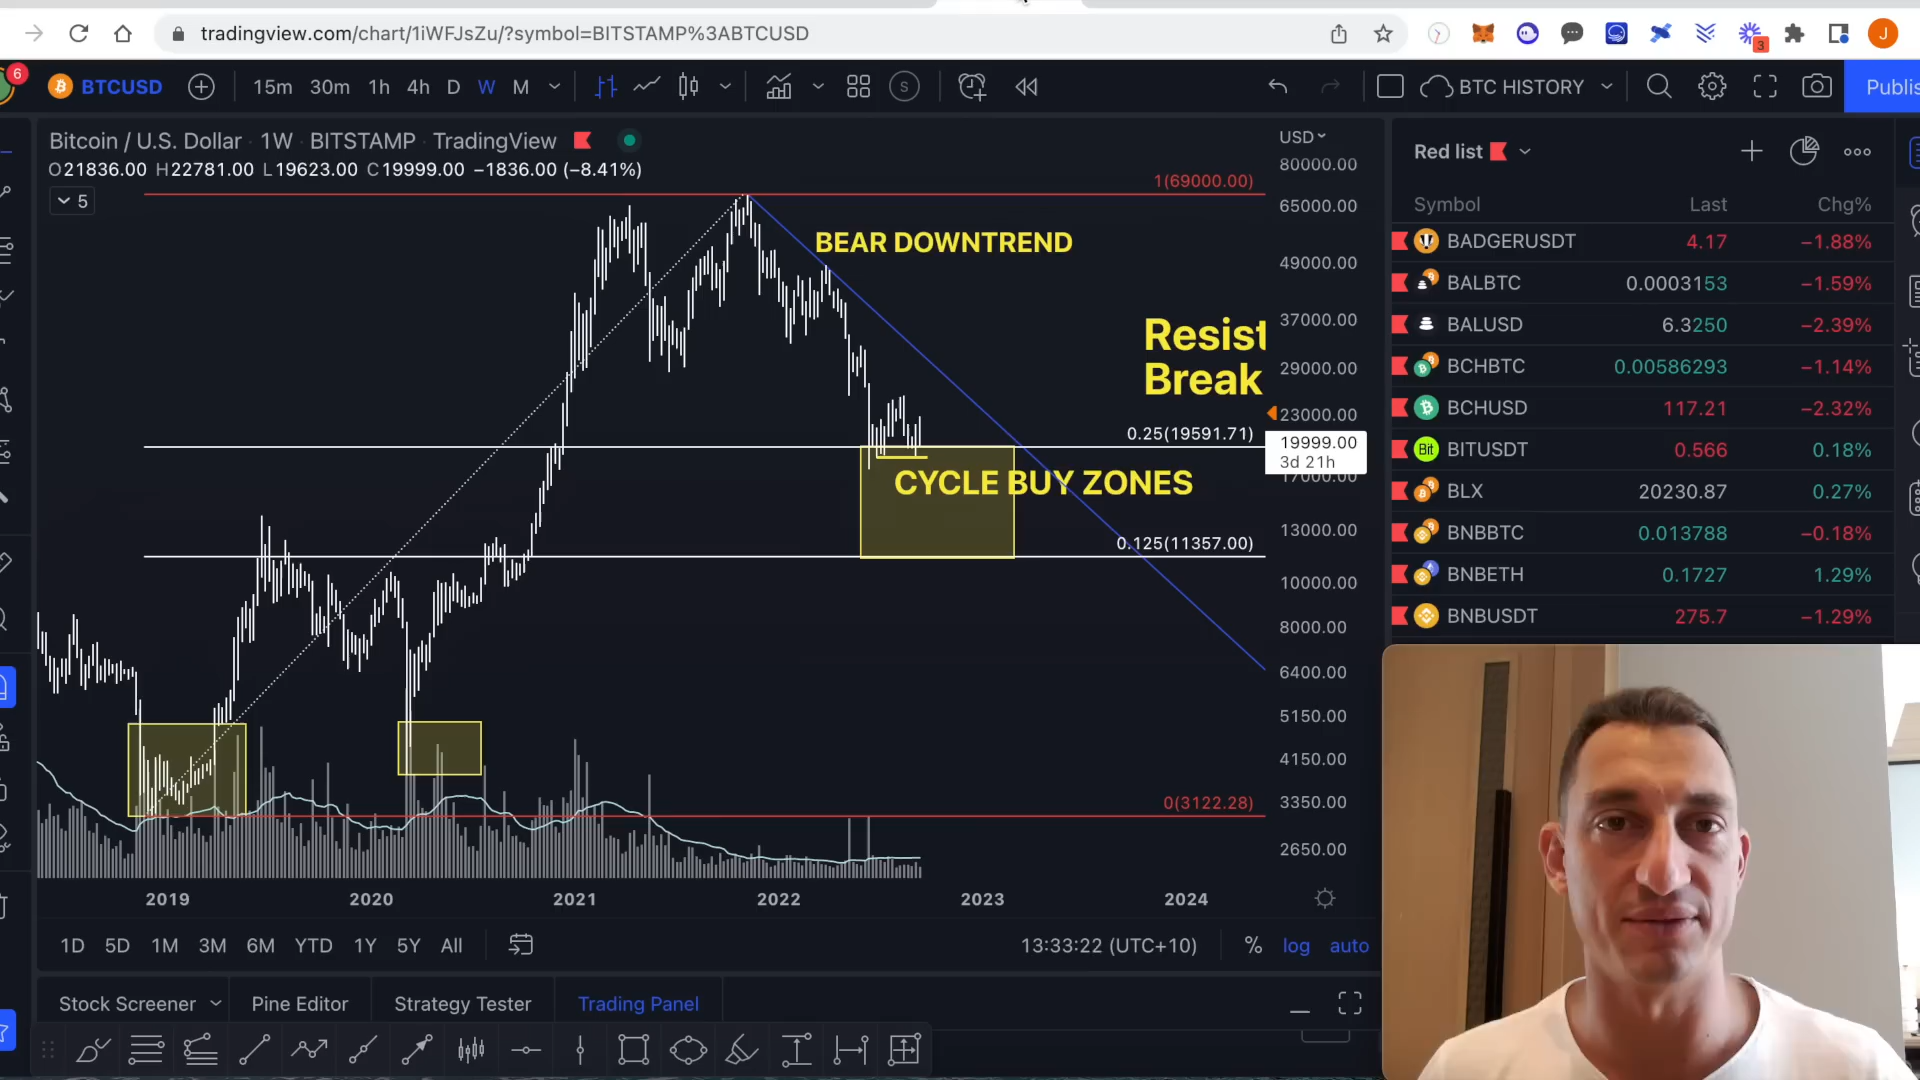 tradingview.com/chart/1iWFJsZu/?symbol=BITSTAMP%3ABTCUSD
3
J
6
BTCUSD
15m 30m 1h 4h D W M
S
BTC HISTORY
Publis
Bitcoin / U.S. Dollar · 1W · BITSTAMP · TradingView
O21836.00 H22781.00 L19623.00 C19999.00 −1836.00 (−8.41%)
5
USD
80000.00
1(69000.00)
65000.00
BEAR DOWNTREND
49000.00
Resist
37000.00
Break
29000.00
23000.00
0.25(19591.71)
19999.00
3d 21h
17000.00
CYCLE BUY ZONES
13000.00
0.125(11357.00)
10000.00
8000.00
6400.00
5150.00
4150.00
0(3122.28)
3350.00
2650.00
2019 2020 2021 2022 2023 2024
1D 5D 1M 3M 6M YTD 1Y 5Y All
13:33:22 (UTC+10) % log auto
Stock Screener Pine Editor Strategy Tester Trading Panel
Red list
Symbol Last Chg%
BADGERUSDT 4.17 −1.88%
BALBTC 0.0003153 −1.59%
BALUSD 6.3250 −2.39%
BCHBTC 0.00586293 −1.14%
BCHUSD 117.21 −2.32%
Bit BITUSDT 0.566 0.18%
BLX 20230.87 0.27%
BNBBTC 0.013788 −0.18%
BNBETH 0.1727 1.29%
BNBUSDT 275.7 −1.29%